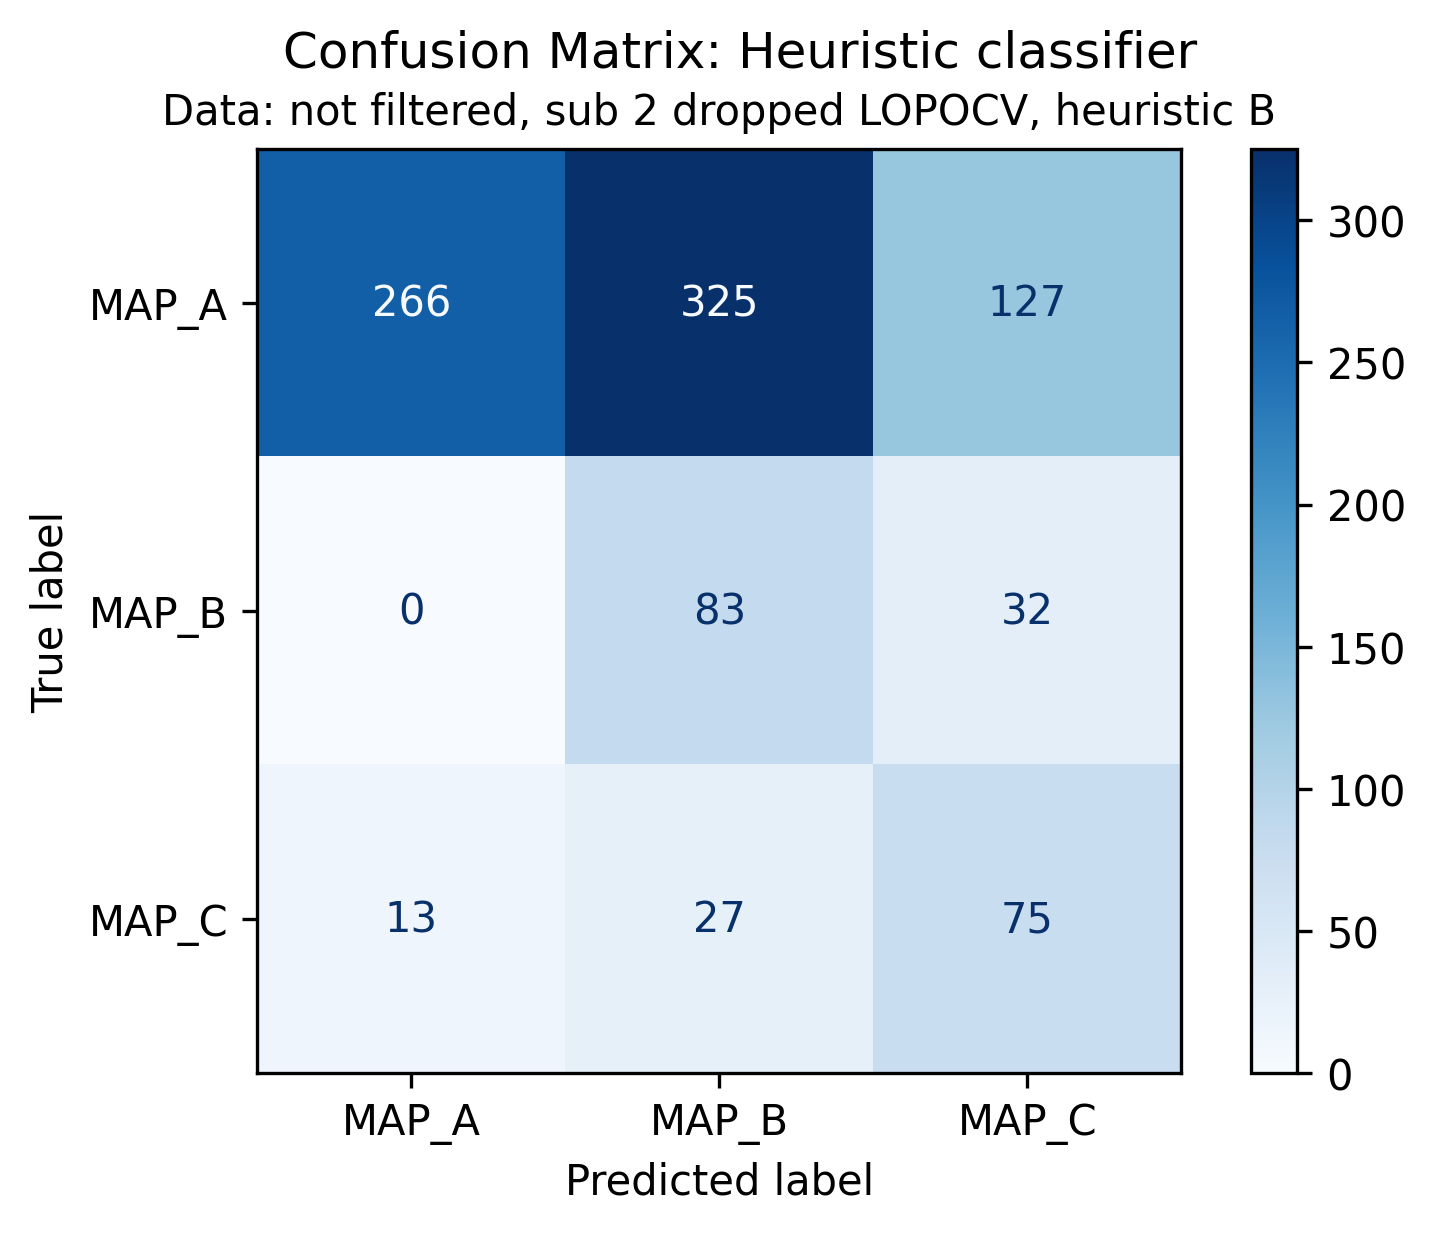 Confusion Matrix: Heuristic classifier
Data: not filtered, sub 2 dropped LOPOCV, heuristic B
True label
MAP_A
266 325 127
MAP_B
0 83 32
MAP_C
13 27 75
MAP_A MAP_B MAP_C
Predicted label
300
250
200
150
100
50
0